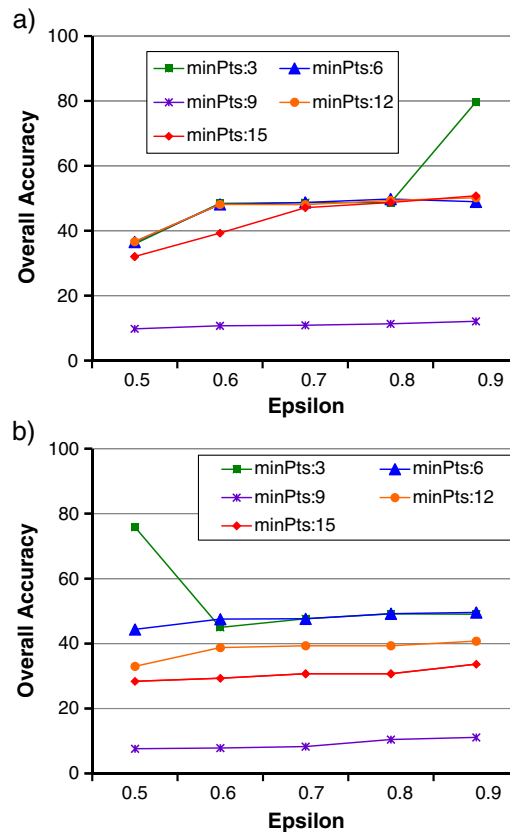 a)
100
80
60
40
20
0
Overall Accuracy
minPts:3 minPts:6
minPts:9 minPts:12
minPts:15
0.5 0.6 0.7 0.8 0.9
Epsilon
b)
100
80
60
40
20
0
Overall Accuracy
minPts:3 minPts:6
minPts:9 minPts:12
minPts:15
0.5 0.6 0.7 0.8 0.9
Epsilon